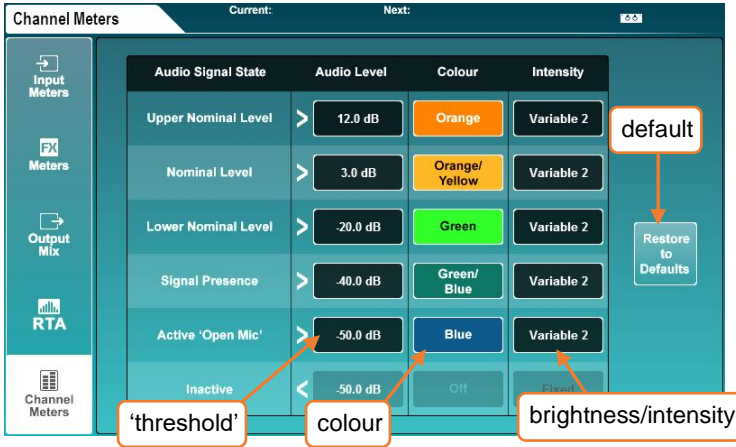 Channel Meters
Current:
Next:
Input
Meters
FX
Meters
Output
Mix
RTA
Channel
Meters
Audio Signal State Audio Level Colour Intensity
Upper Nominal Level > 12.0 dB Orange Variable 2
Nominal Level > 3.0 dB Orange/
Yellow Variable 2
Lower Nominal Level > -20.0 dB Green Variable 2
Signal Presence > -40.0 dB Green/
Blue Variable 2
Active ‘Open Mic’ > -50.0 dB Blue Variable 2
Inactive < -50.0 dB Off Fixed
default
Restore
to
Defaults
‘threshold’
colour
brightness/intensity